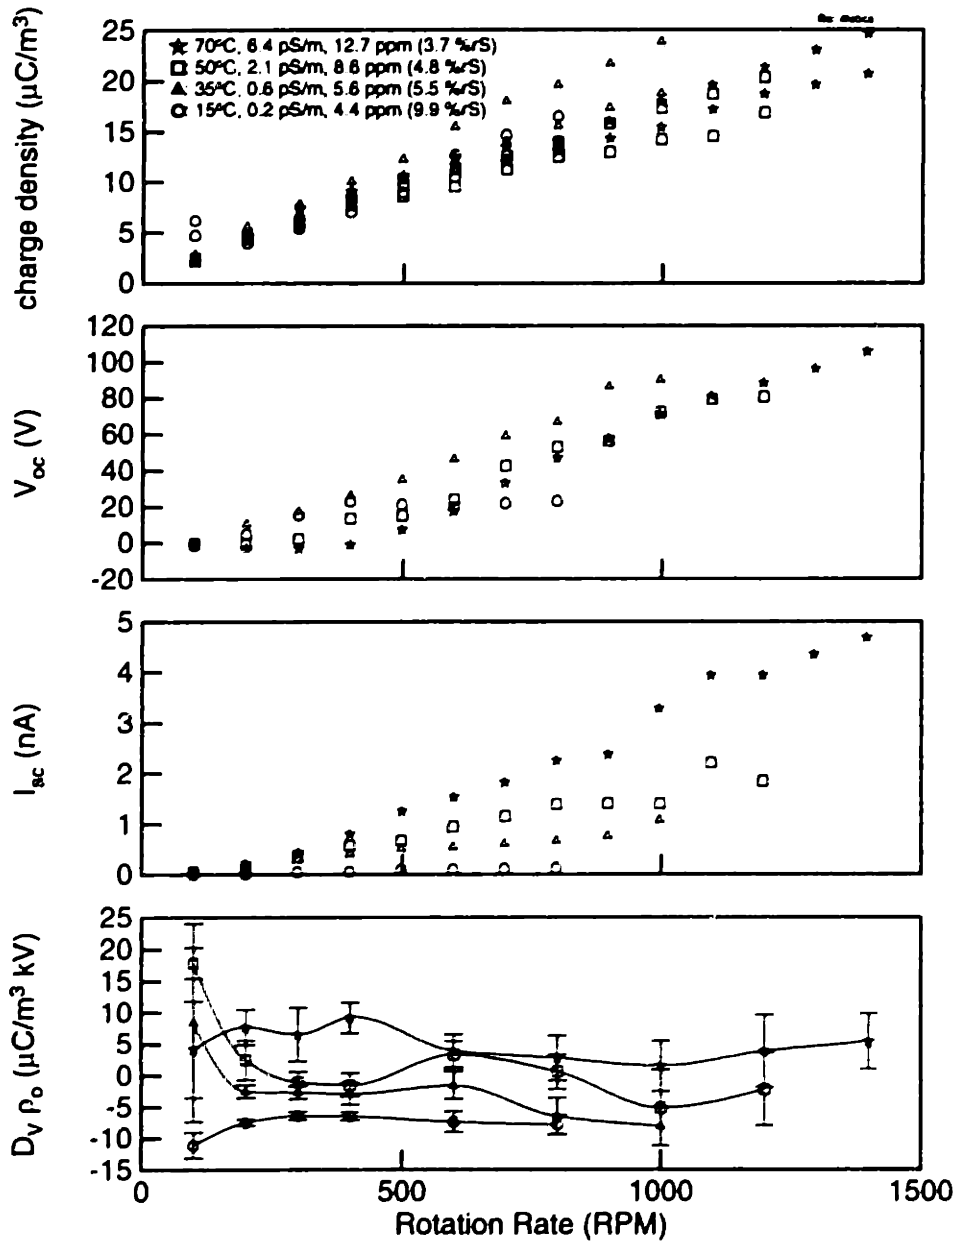 25
20
15
10
5
0
charge density (μC/m³)
★ 70°C, 6.4 pS/m, 12.7 ppm (3.7 %rS)
□ 50°C, 2.1 pS/m, 8.6 ppm (4.8 %rS)
▲ 35°C, 0.6 pS/m, 5.6 ppm (5.5 %rS)
○ 15°C, 0.2 pS/m, 4.4 ppm (9.9 %rS)
120
100
80
60
40
20
0
-20
Voc (V)
5
4
3
2
1
0
Isc (nA)
25
20
15
10
5
0
-5
-10
-15
Dv ρo (μC/m³ kV)
0 500 1000 1500
Rotation Rate (RPM)